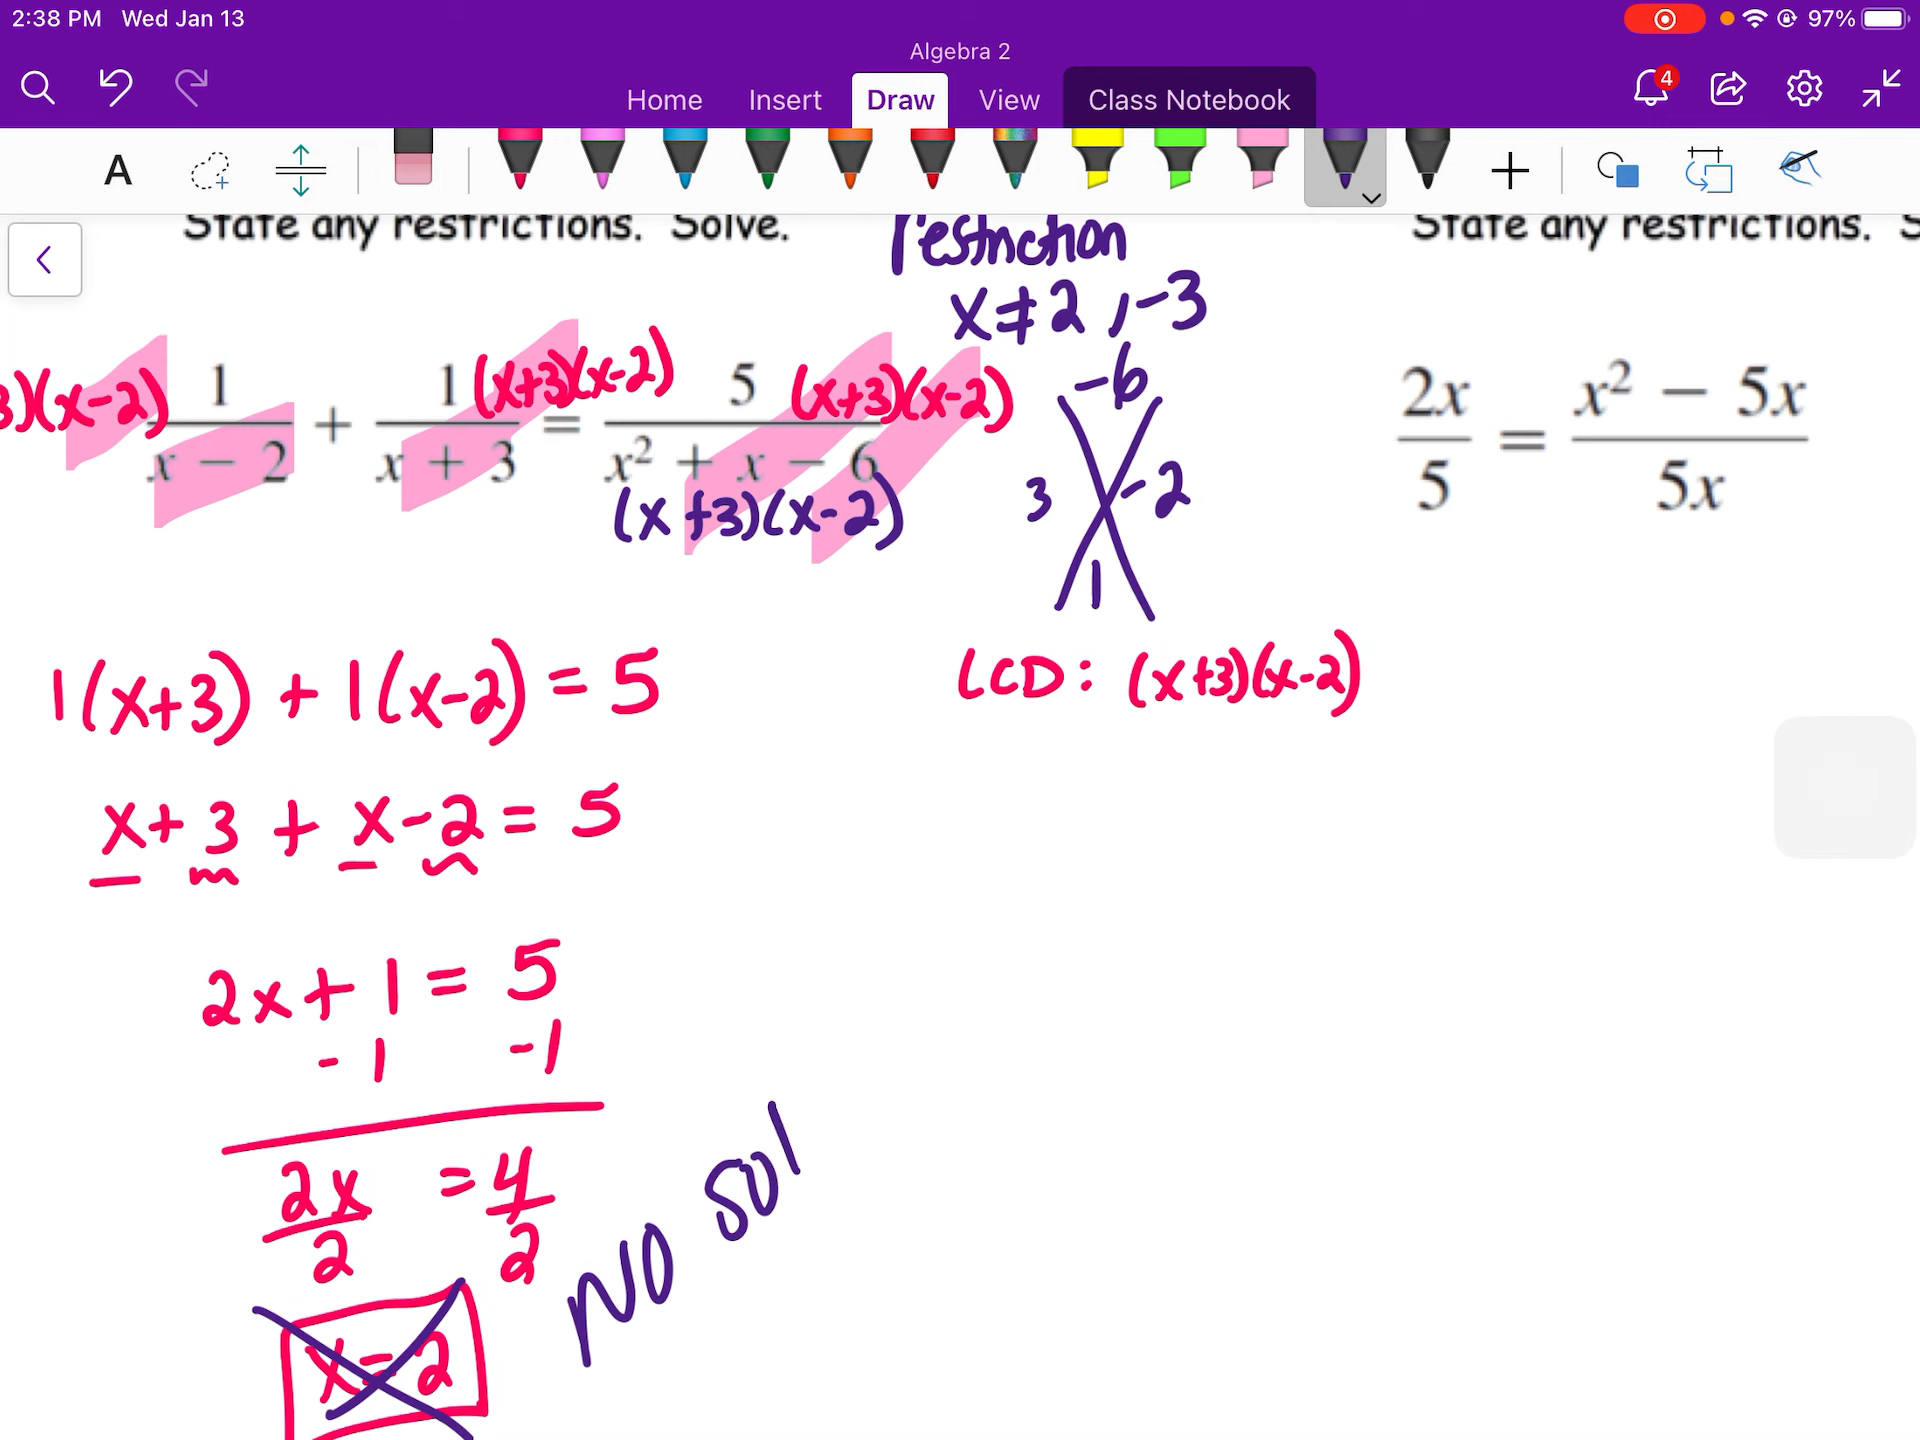 2:38 PM Wed Jan 13
97%
Algebra 2
4
Home Insert Draw View Class Notebook
A
State any restrictions. Solve.
restriction
x ≠ 2, -3
3)(x-2) 1/(x − 2) + 1/(x + 3) (x+3)(x-2) = 5/(x² + x − 6) (x+3)(x-2)
(x+3)(x-2)
-6
3 -2
1
LCD: (x+3)(x-2)
1(x+3) + 1(x-2) = 5
x+3 + x-2 = 5
2x+1 = 5
-1 -1
2x/2 = 4/2
x=2
NO sol
State any restrictions. S
2x/5 = (x² − 5x)/5x